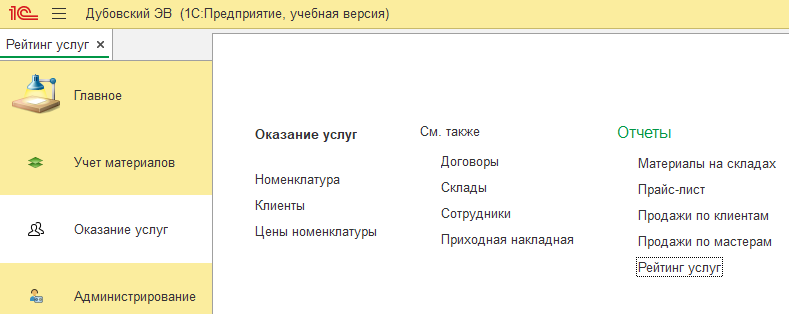 1С Дубовский ЭВ (1С:Предприятие, учебная версия)
Рейтинг услуг ×
Главное
Учет материалов
Оказание услуг
Администрирование
Оказание услуг
Номенклатура
Клиенты
Цены номенклатуры
См. также
Договоры
Склады
Сотрудники
Приходная накладная
Отчеты
Материалы на складах
Прайс-лист
Продажи по клиентам
Продажи по мастерам
Рейтинг услуг